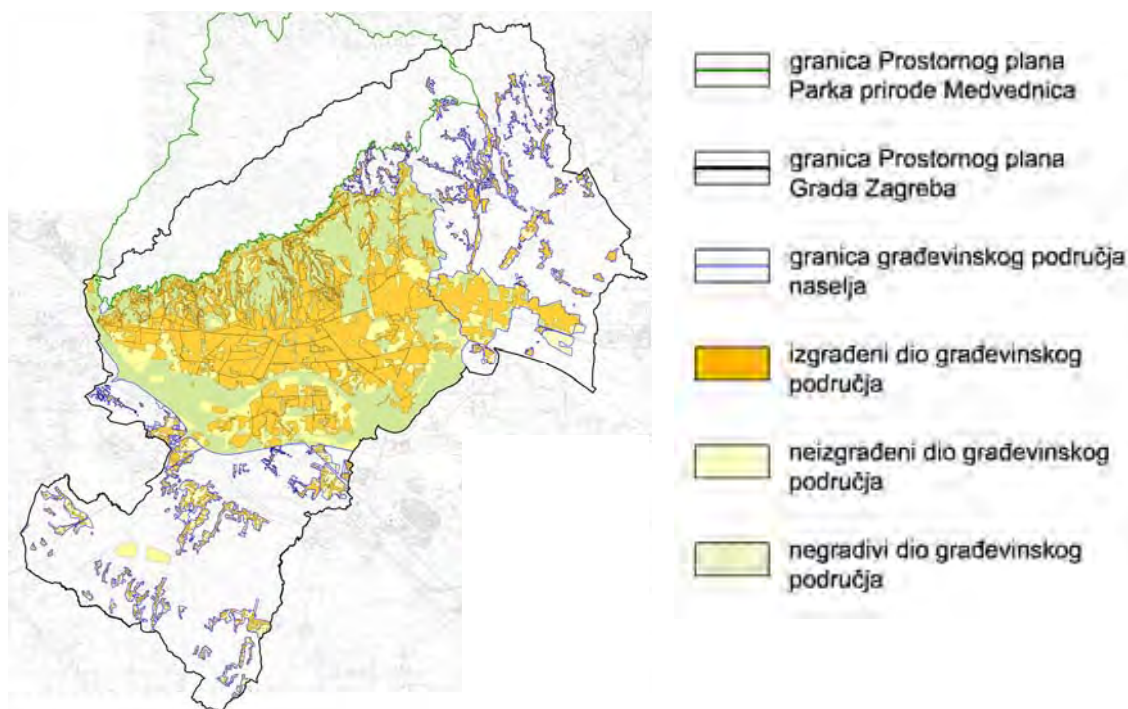 granica Prostornog plana
Parka prirode Medvednica
granica Prostornog plana
Grada Zagreba
granica građevinskog područja
naselja
izgrađeni dio građevinskog
područja
neizgrađeni dio građevinskog
područja
negradivi dio građevinskog
područja